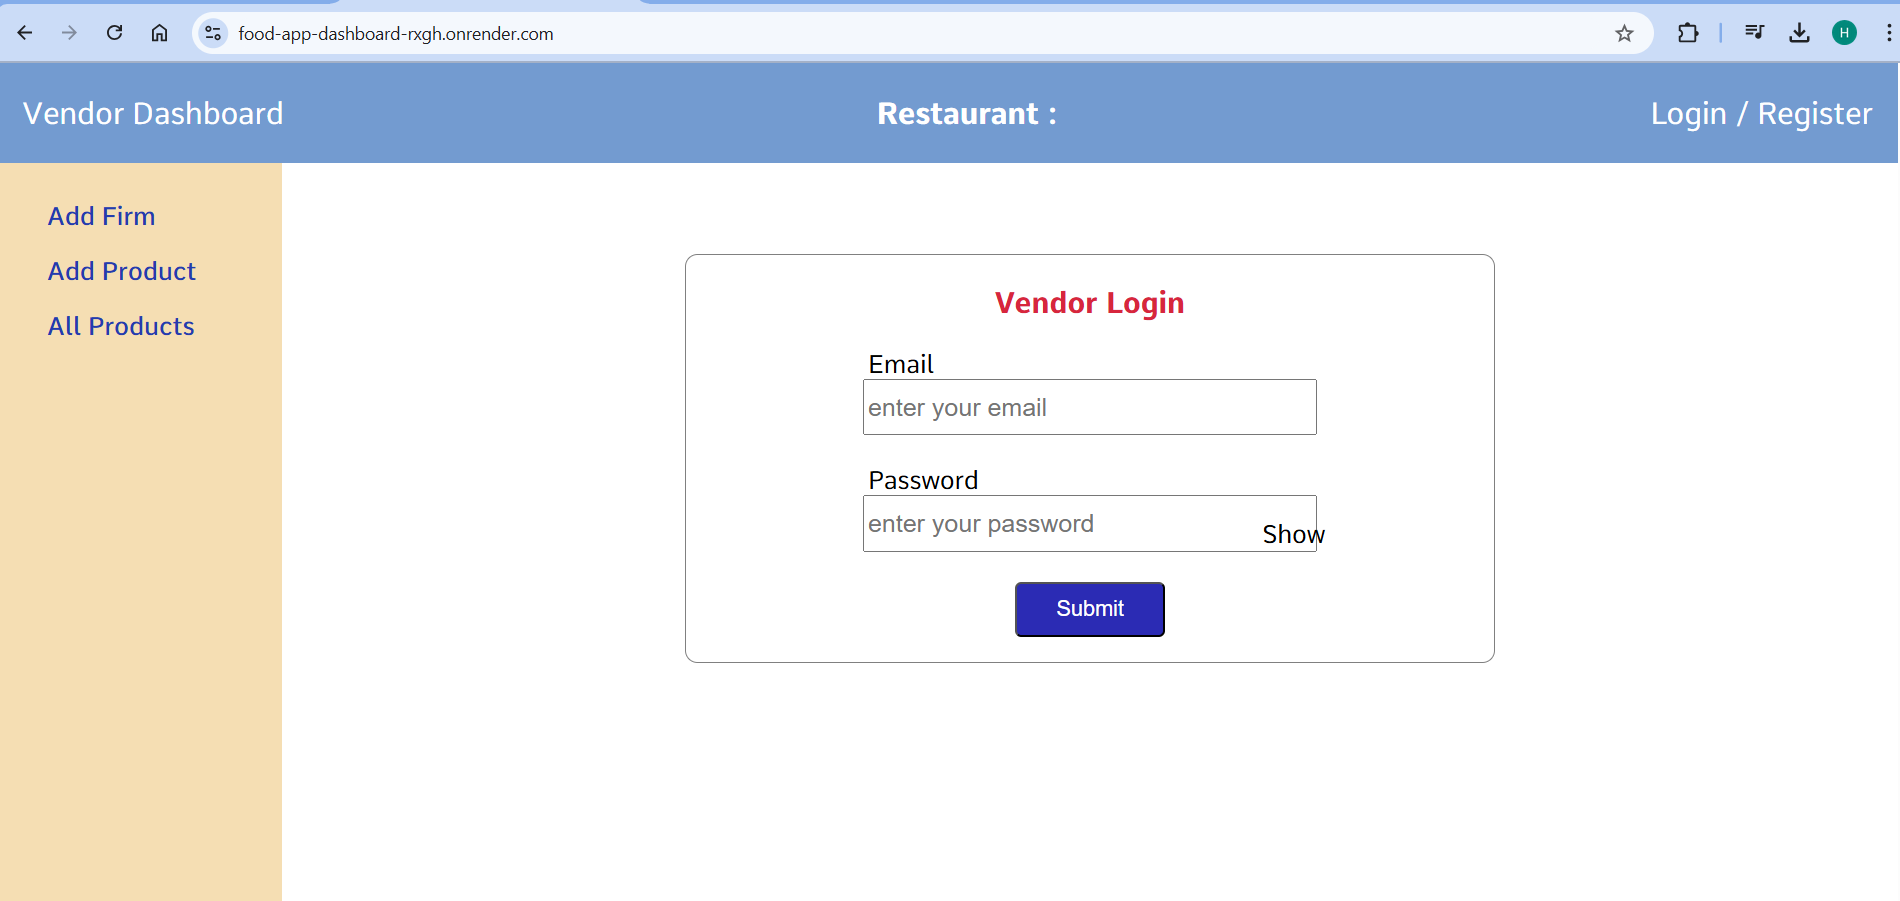 food-app-dashboard-rxgh.onrender.com
H
Vendor Dashboard
Restaurant :
Login / Register
Add Firm
Add Product
All Products
Vendor Login
Email
enter your email
Password
enter your password
Show
Submit